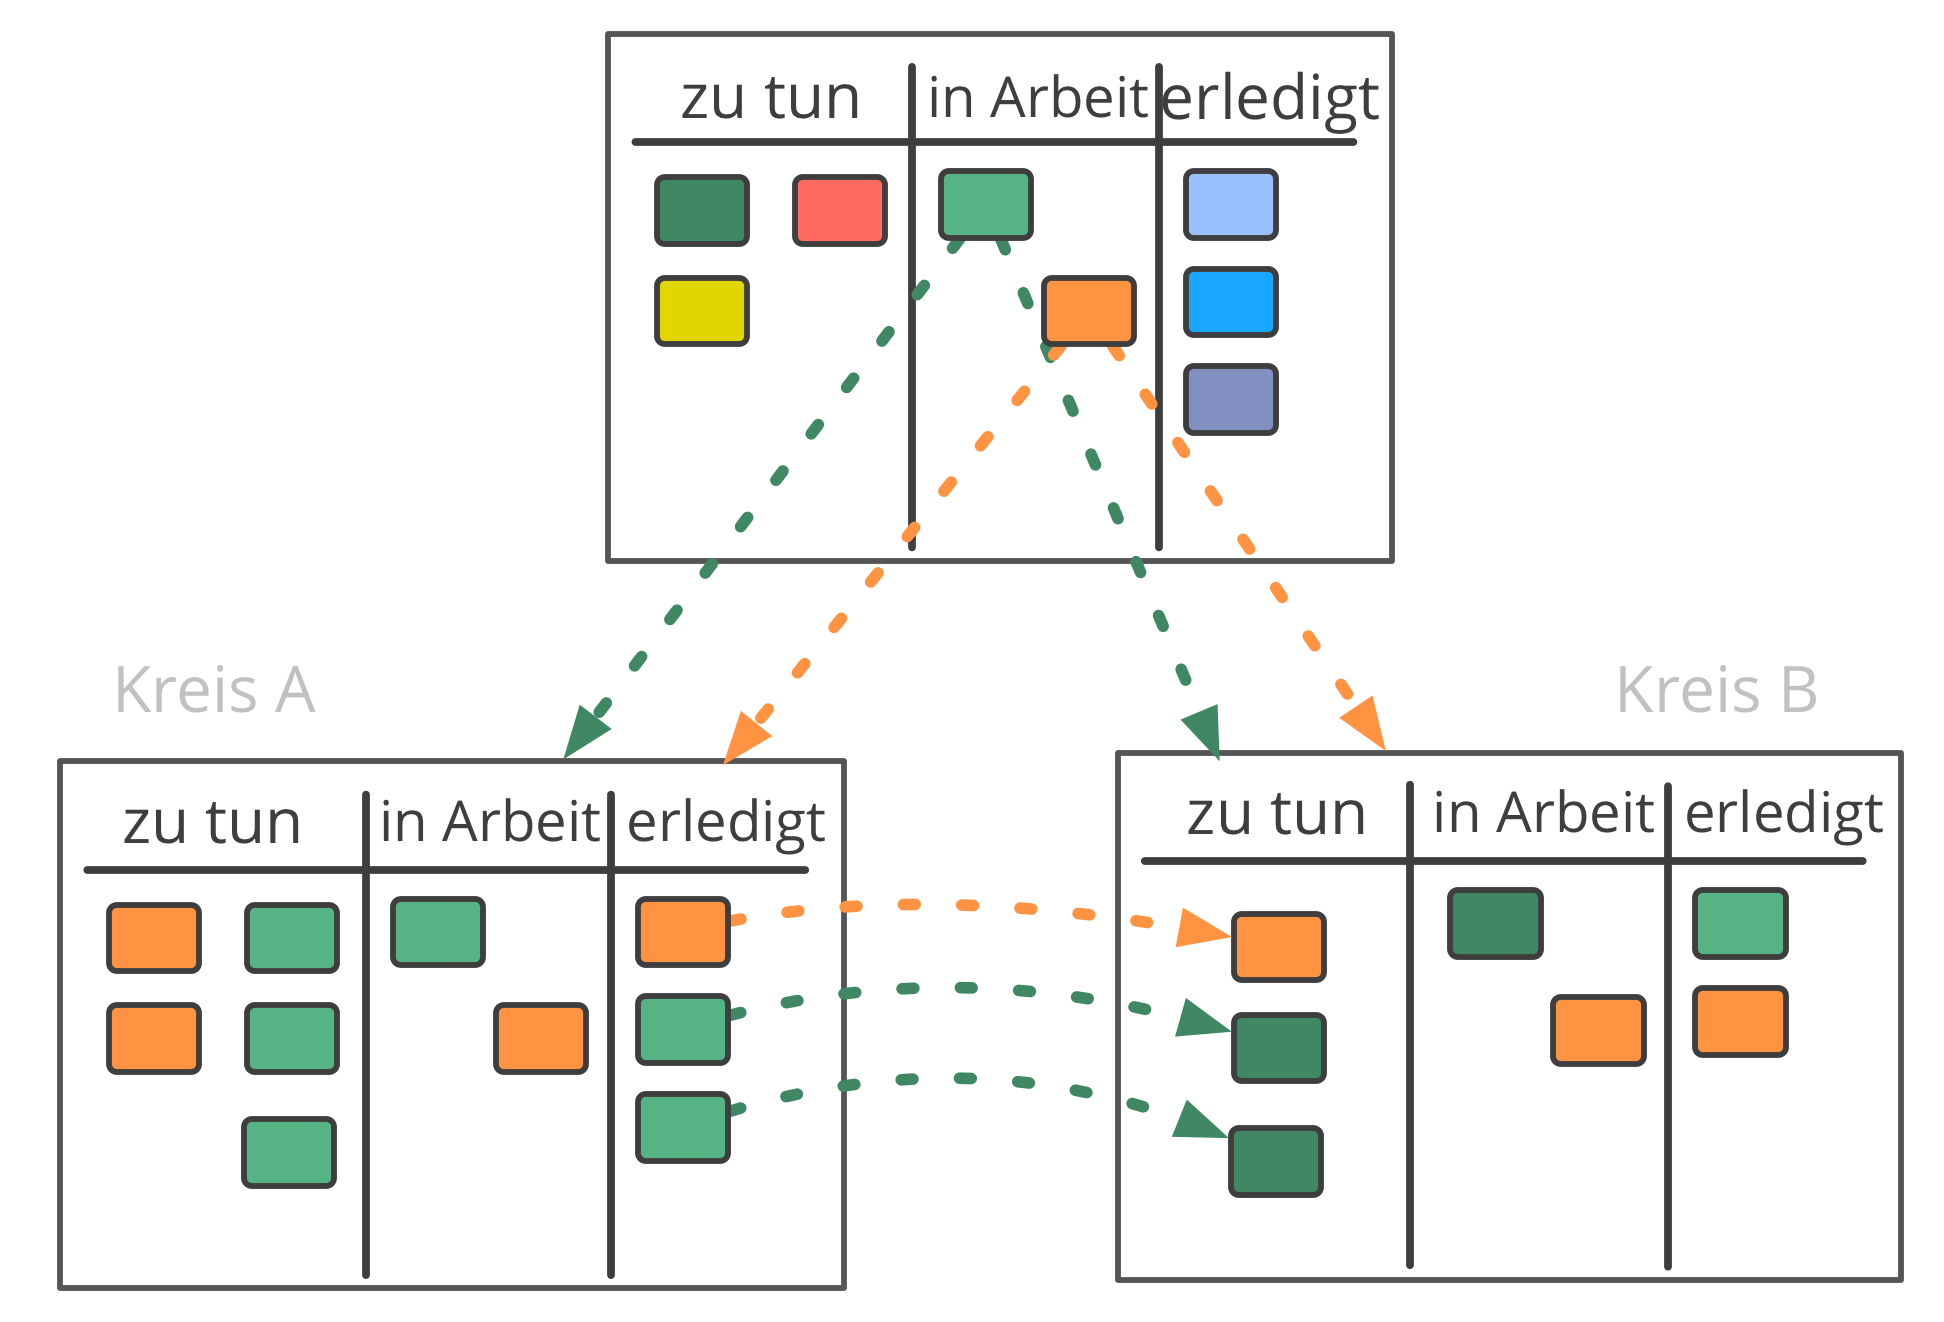 zu tun
in Arbeit
erledigt
Kreis A
Kreis B
zu tun
in Arbeit
erledigt
zu tun
in Arbeit
erledigt